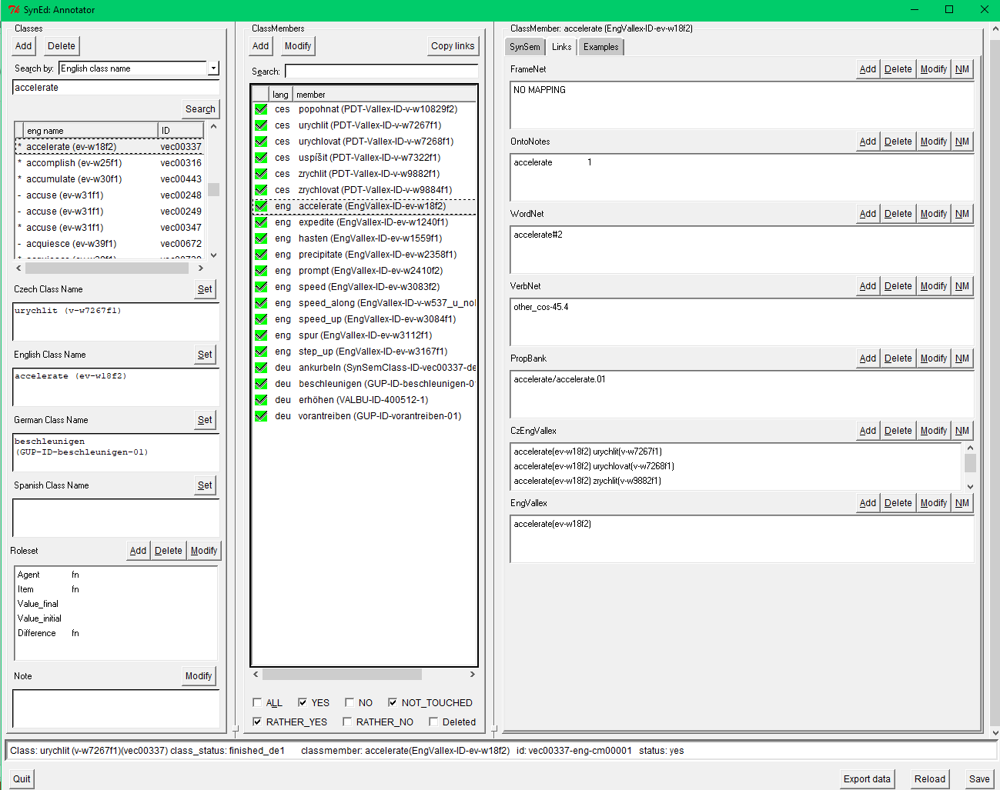 SynEd: Annotator
Classes
Add
Delete
Search by:
English class name
accelerate
Search
eng name
ID
* accelerate (ev-w18f2) vec00337
* accomplish (ev-w25f1) vec00316
* accumulate (ev-w30f1) vec00443
- accuse (ev-w31f1) vec00248
- accuse (ev-w31f1) vec00249
* accuse (ev-w31f1) vec00347
- acquiesce (ev-w39f1) vec00672
Czech Class Name
Set
urychlit (v-w7267f1)
English Class Name
Set
accelerate (ev-w18f2)
German Class Name
Set
beschleunigen
(GUP-ID-beschleunigen-01)
Spanish Class Name
Set
Roleset
Add
Delete
Modify
Agent fn
Item fn
Value_final
Value_initial
Difference fn
Note
Modify
ClassMembers
Add
Modify
Copy links
Search:
lang member
ces popohnat (PDT-Vallex-ID-v-w10829f2)
ces urychlit (PDT-Vallex-ID-v-w7267f1)
ces urychlovat (PDT-Vallex-ID-v-w7268f1)
ces uspíšit (PDT-Vallex-ID-v-w7322f1)
ces zrychlit (PDT-Vallex-ID-v-w9882f1)
ces zrychlovat (PDT-Vallex-ID-v-w9884f1)
eng accelerate (EngVallex-ID-ev-w18f2)
eng expedite (EngVallex-ID-ev-w1240f1)
eng hasten (EngVallex-ID-ev-w1559f1)
eng precipitate (EngVallex-ID-ev-w2358f1)
eng prompt (EngVallex-ID-ev-w2410f2)
eng speed (EngVallex-ID-ev-w3083f2)
eng speed_along (EngVallex-ID-v-w537_u_nol
eng speed_up (EngVallex-ID-ev-w3084f1)
eng spur (EngVallex-ID-ev-w3112f1)
eng step_up (EngVallex-ID-ev-w3167f1)
deu ankurbeln (SynSemClass-ID-vec00337-de
deu beschleunigen (GUP-ID-beschleunigen-0
deu erhöhen (VALBU-ID-400512-1)
deu vorantreiben (GUP-ID-vorantreiben-01)
ALL YES NO NOT_TOUCHED
RATHER_YES RATHER_NO Deleted
ClassMember: accelerate (EngVallex-ID-ev-w18f2)
SynSem Links Examples
FrameNet Add Delete Modify NM
NO MAPPING
OntoNotes Add Delete Modify NM
accelerate 1
WordNet Add Delete Modify NM
accelerate#2
VerbNet Add Delete Modify NM
other_cos-45.4
PropBank Add Delete Modify NM
accelerate/accelerate.01
CzEngVallex Add Delete Modify NM
accelerate(ev-w18f2) urychlit(v-w7267f1)
accelerate(ev-w18f2) urychlovat(v-w7268f1)
accelerate(ev-w18f2) zrychlit(v-w9882f1)
EngVallex Add Delete Modify NM
accelerate(ev-w18f2)
Class: urychlit (v-w7267f1)(vec00337) class_status: finished_de1 classmember: accelerate(EngVallex-ID-ev-w18f2) id: vec00337-eng-cm00001 status: yes
Quit
Export data
Reload
Save